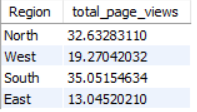 Region total_page_views
North 32.63283110
West 19.27042032
South 35.05154634
East 13.04520210